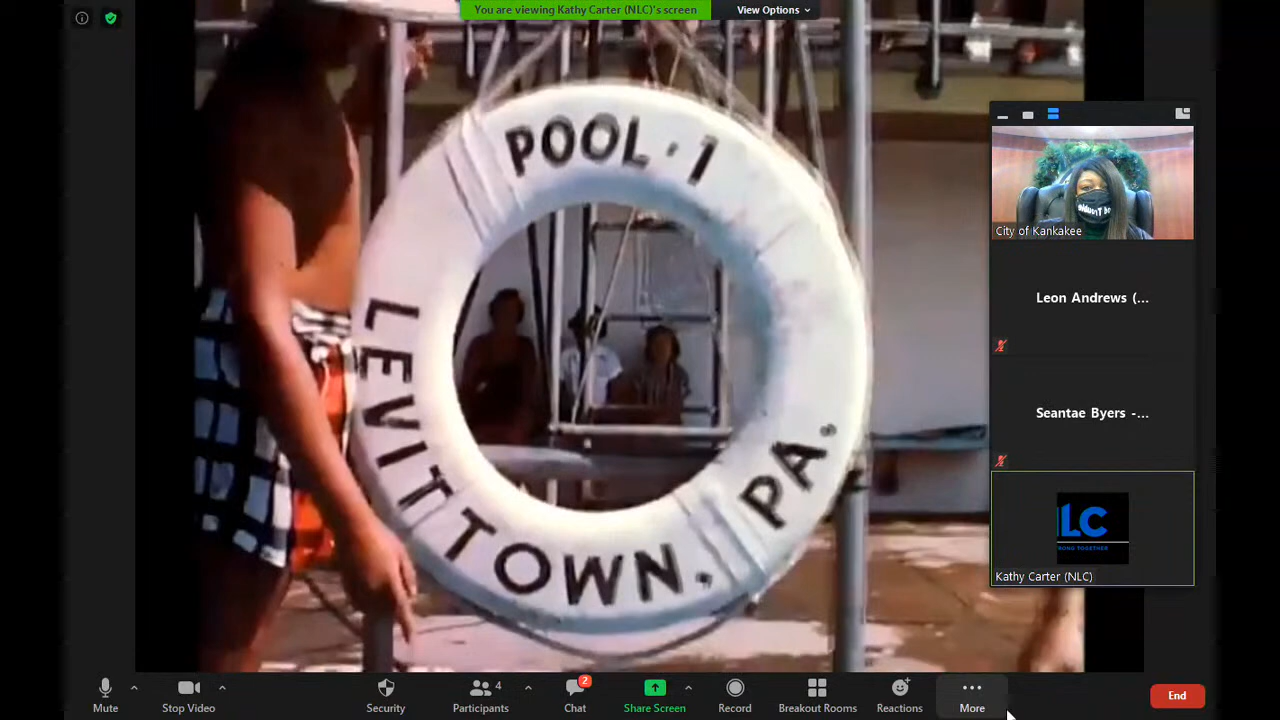 You are viewing Kathy Carter (NLC)'s screen
View Options
POOL · 1
LEVITTOWN, PA.
City of Kankakee
Leon Andrews (...
Seantae Byers -...
LC
RONG TOGETHER
Kathy Carter (NLC)
Mute
Stop Video
Security
4
Participants
2
Chat
Share Screen
Record
Breakout Rooms
Reactions
More
End